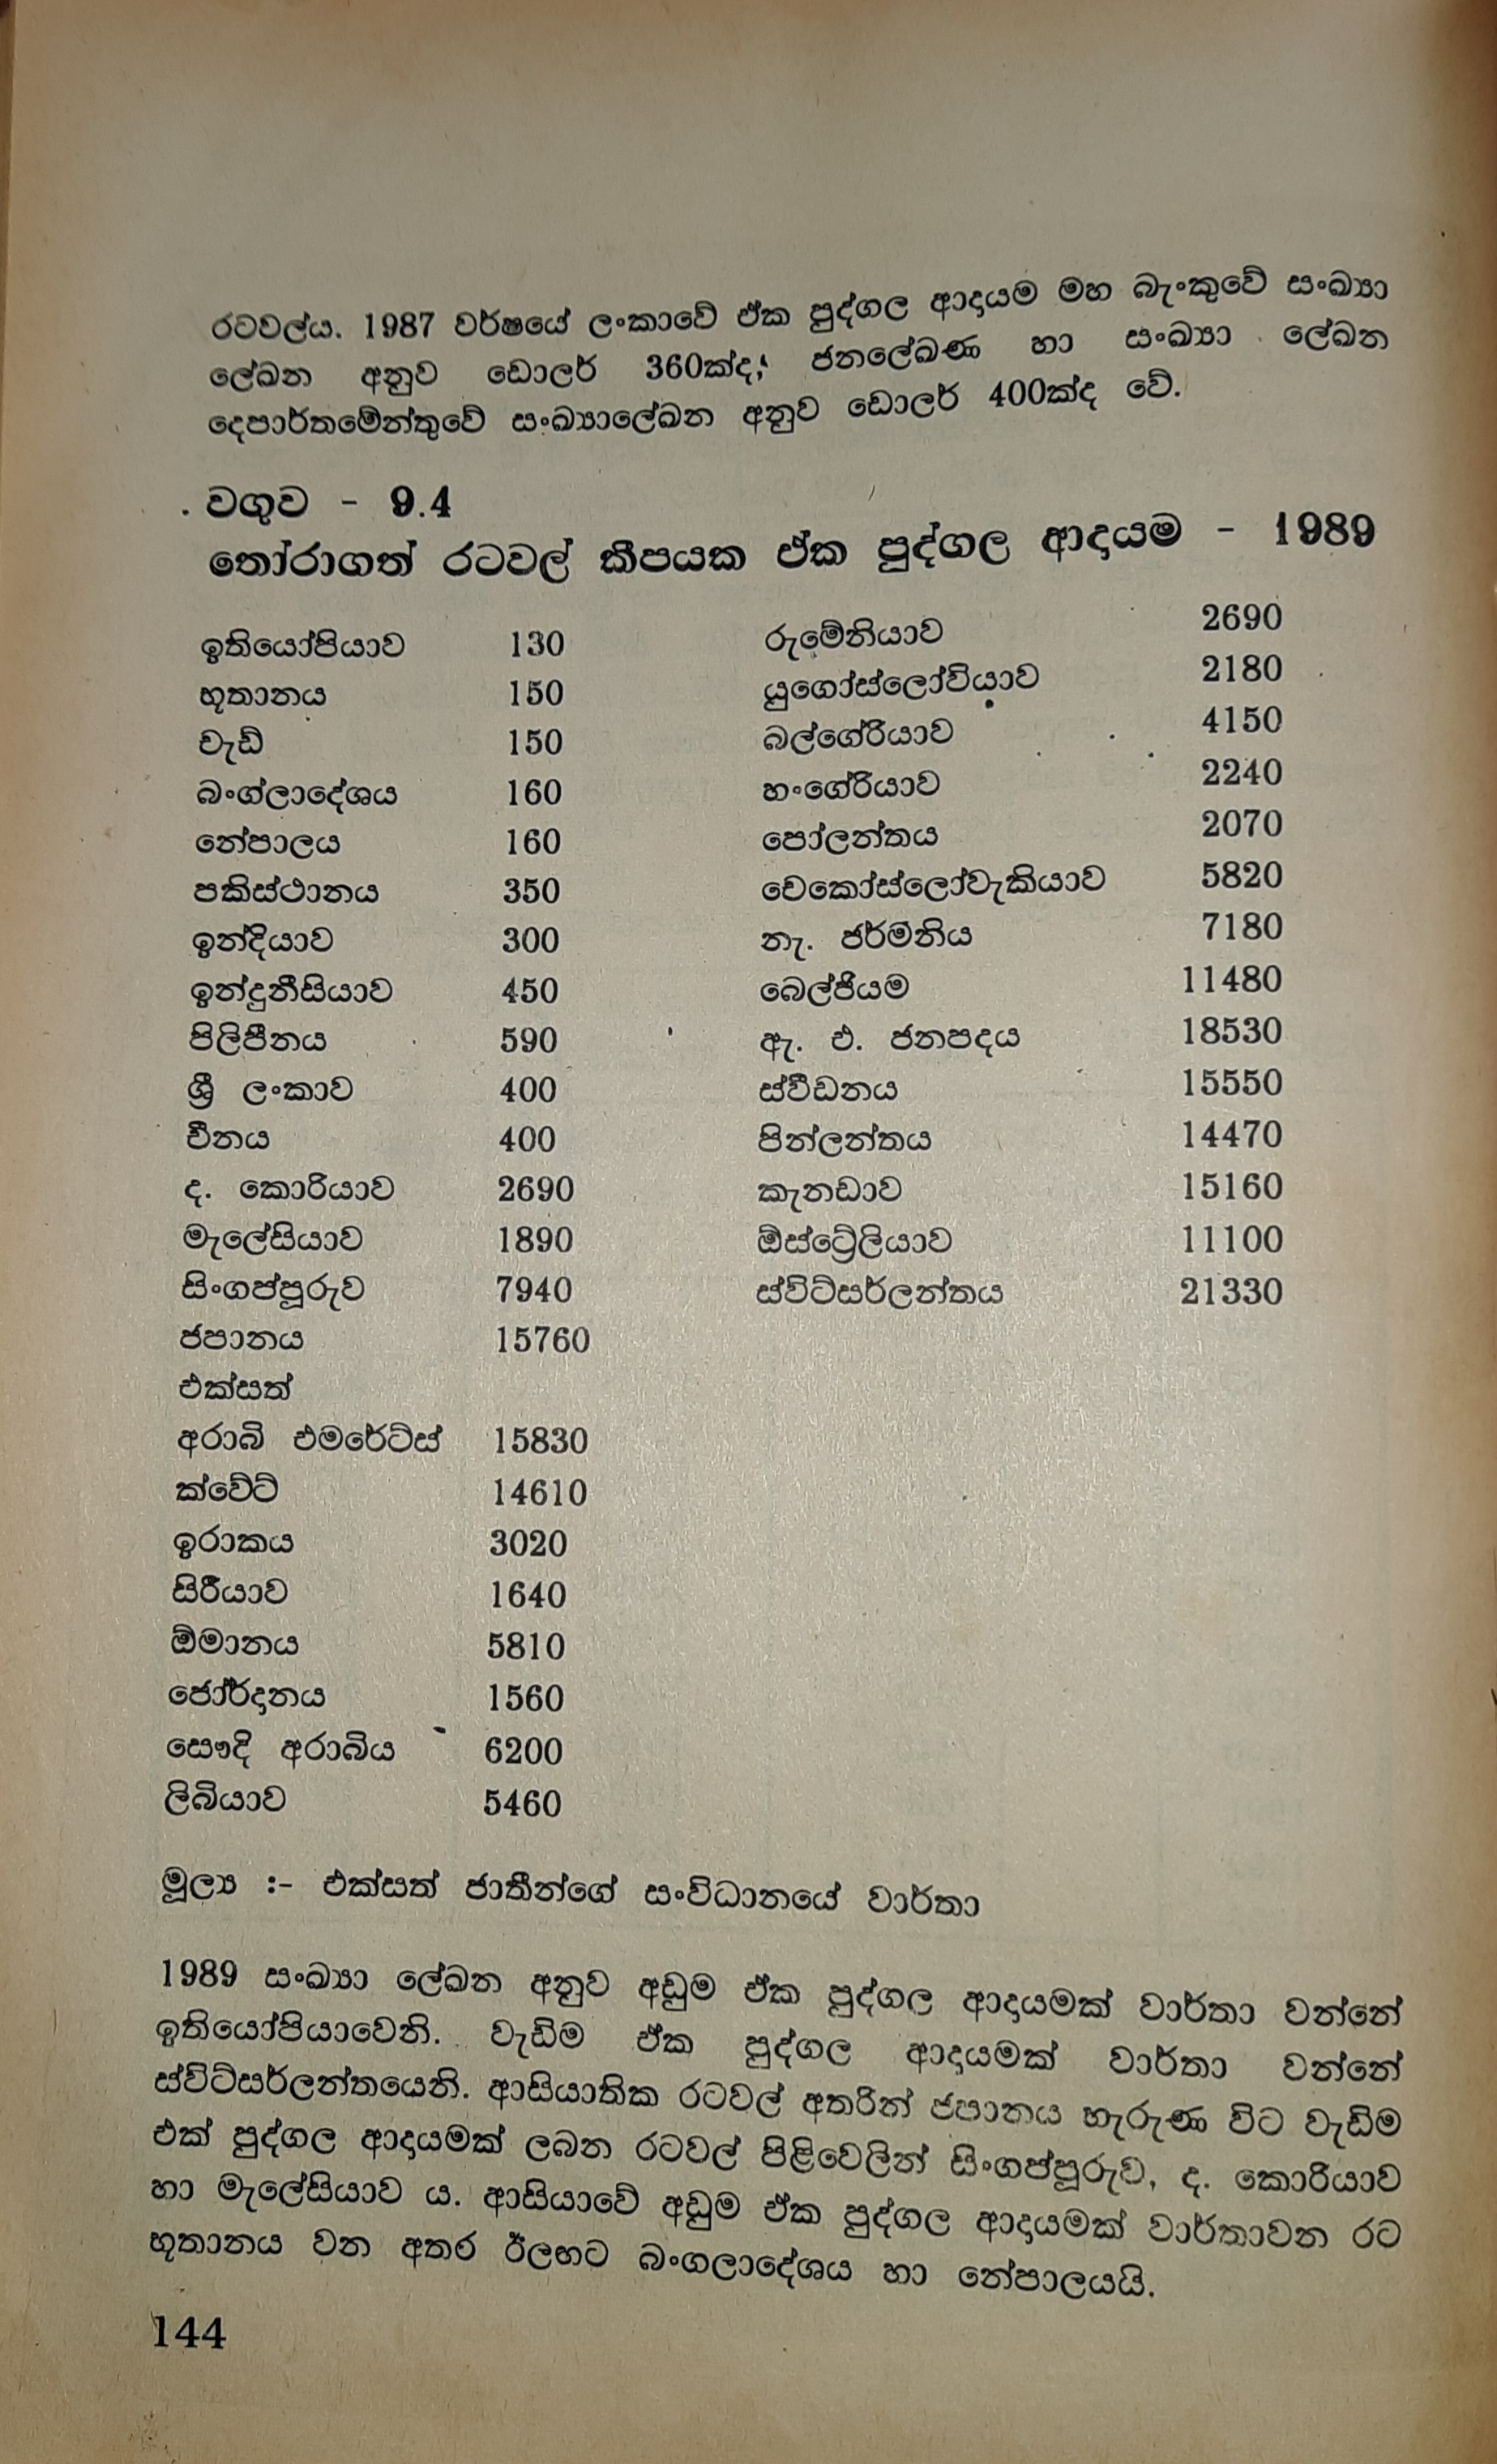 රටවල්ය. 1987 වර්ෂයේ ලංකාවේ ඒක පුද්ගල ආදායම මහ බැංකුවේ සංඛ්‍යා
ලේඛන අනුව ඩොලර් 360ක්ද, ජනලේඛණ හා සංඛ්‍යා ලේඛන
දෙපාර්තමේන්තුවේ සංඛ්‍යාලේඛන අනුව ඩොලර් 400ක්ද වේ.
වගුව - 9.4
තෝරාගත් රටවල් කීපයක ඒක පුද්ගල ආදායම - 1989
ඉතියෝපියාව 130 රුමේනියාව 2690
භූතානය 150 යුගෝස්ලෝවියාව 2180
චැඩ් 150 බල්ගේරියාව 4150
බංග්ලාදේශය 160 හංගේරියාව 2240
නේපාලය 160 පෝලන්තය 2070
පකිස්ථානය 350 චෙකෝස්ලෝවැකියාව 5820
ඉන්දියාව 300 නැ. ජර්මනිය 7180
ඉන්දුනීසියාව 450 බෙල්ජියම 11480
පිලිපීනය 590 ඇ. එ. ජනපදය 18530
ශ්‍රී ලංකාව 400 ස්වීඩනය 15550
චීනය 400 පින්ලන්තය 14470
ද. කොරියාව 2690 කැනඩාව 15160
මැලේසියාව 1890 ඕස්ට්‍රේලියාව 11100
සිංගප්පූරුව 7940 ස්විට්සර්ලන්තය 21330
ජපානය 15760
එක්සත්
අරාබි එමරේට්ස් 15830
ක්වේට් 14610
ඉරාකය 3020
සිරියාව 1640
ඕමානය 5810
ජෝර්දානය 1560
සෞදි අරාබිය 6200
ලිබියාව 5460
මූල්‍ය :- එක්සත් ජාතීන්ගේ සංවිධානයේ වාර්තා
1989 සංඛ්‍යා ලේඛන අනුව අඩුම ඒක පුද්ගල ආදායමක් වාර්තා වන්නේ
ඉතියෝපියාවෙනි. වැඩිම ඒක පුද්ගල ආදායමක් වාර්තා වන්නේ
ස්විට්සර්ලන්තයෙනි. ආසියාතික රටවල් අතරින් ජපානය හැරුණ විට වැඩිම
එක් පුද්ගල ආදායමක් ලබන රටවල් පිළිවෙලින් සිංගප්පූරුව, ද. කොරියාව
හා මැලේසියාව ය. ආසියාවේ අඩුම ඒක පුද්ගල ආදායමක් වාර්තාවන රට
භූතානය වන අතර ඊලඟට බංගලාදේශය හා නේපාලයයි.
144